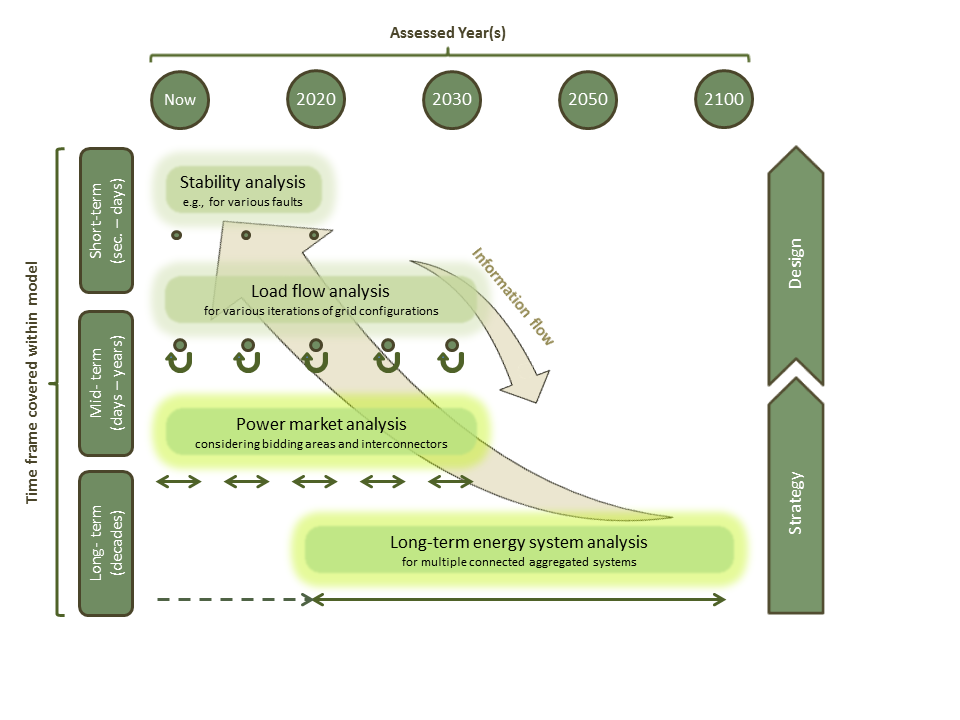 Assessed Year(s)
Now
2020
2030
2050
2100
Time frame covered within model
Short-term
(sec. – days)
Mid- term
(days – years)
Long- term
(decades)
Stability analysis
e.g., for various faults
Load flow analysis
for various iterations of grid configurations
Information flow
Power market analysis
considering bidding areas and interconnectors
Long-term energy system analysis
for multiple connected aggregated systems
Design
Strategy